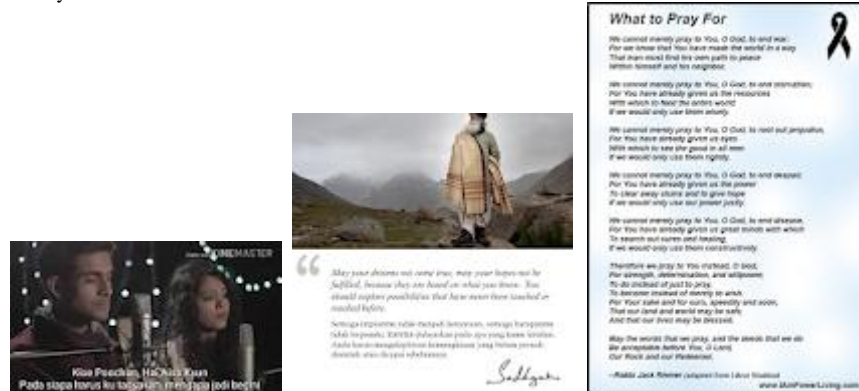 KINEMASTER
Kise Poochun, Hai Aisa Kyun
Pada siapa harus ku tanyakan, mengapa jadi begini
May your dreams not come true, may your hopes not be
fulfilled, because they are based on what you know. You
should explore possibilities that have never been touched or
reached before.
Sadhguru
What to Pray For
We cannot merely pray to You, O God, to end war;
For we know that You have made the world in a way
That man must find his own path to peace
Within himself and his neighbor.
We cannot merely pray to You, O God, to end starvation;
For You have already given us the resources
With which to feed the entire world
If we would only use them wisely.
We cannot merely pray to You, O God, to root out prejudice,
For You have already given us eyes
With which to see the good in all men
If we would only use them rightly.
We cannot merely pray to You, O God, to end despair,
For You have already given us the power
To clear away slums and to give hope
If we would only use our power justly.
We cannot merely pray to You, O God, to end disease,
For You have already given us great minds with which
To search out cures and healing,
If we would only use them constructively.
Therefore we pray to You instead, O God,
For strength, determination, and willpower,
To do instead of just to pray,
To become instead of merely to wish.
For Your sake and for ours, speedily and soon,
That our land and world may be safe,
And that our lives may be blessed.
May the words that we pray, and the deeds that we do
Be acceptable before You, O Lord,
Our Rock and our Redeemer.
--Rabbi Jack Riemer
www.IAmPowerLiving.com